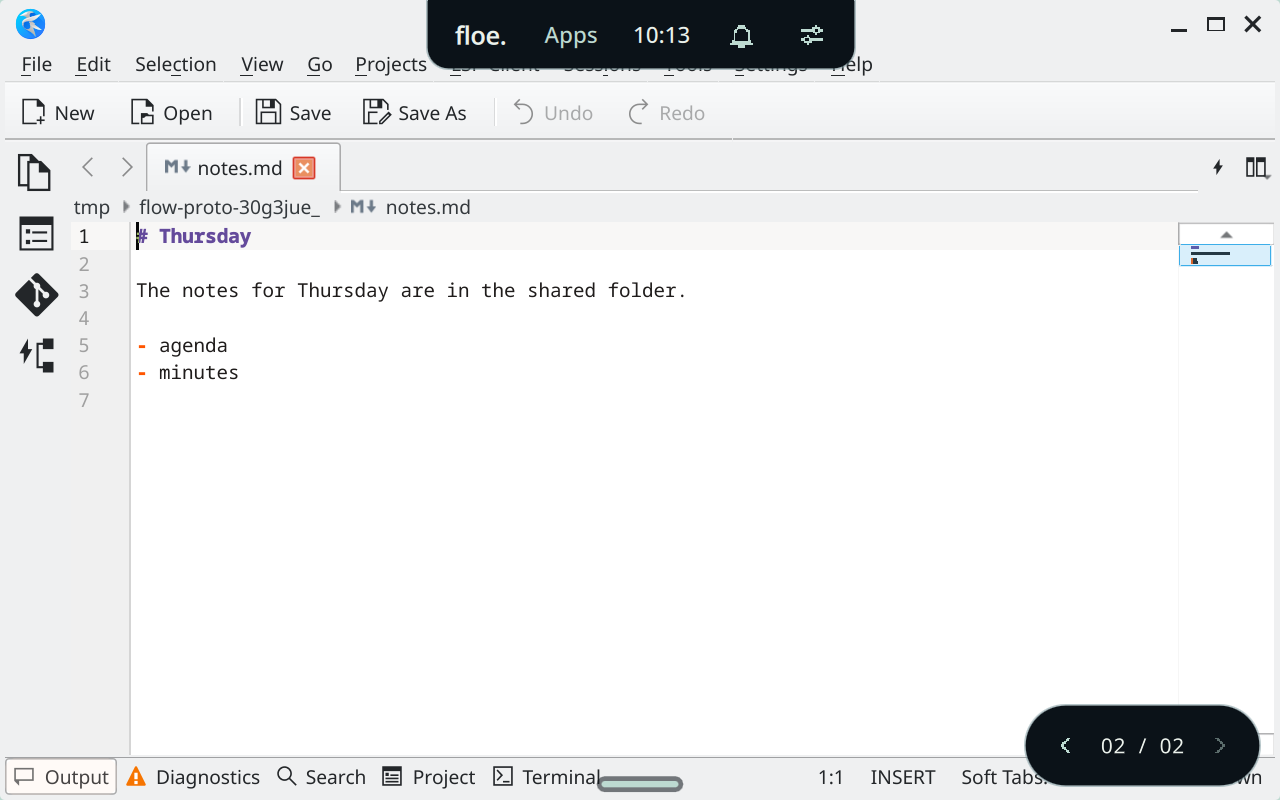 floe. Apps 10:13
File Edit Selection View Go Projects Help
New Open Save Save As Undo Redo
notes.md
tmp flow-proto-30g3jue_ notes.md
1 # Thursday
2
3 The notes for Thursday are in the shared folder.
4
5 - agenda
6 - minutes
7
02 / 02
Output Diagnostics Search Project Terminal 1:1 INSERT Soft Tabs: